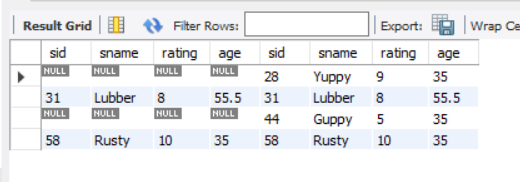 Result Grid Filter Rows: Export: Wrap Ce
sid sname rating age sid sname rating age
NULL NULL NULL NULL 28 Yuppy 9 35
31 Lubber 8 55.5 31 Lubber 8 55.5
NULL NULL NULL NULL 44 Guppy 5 35
58 Rusty 10 35 58 Rusty 10 35